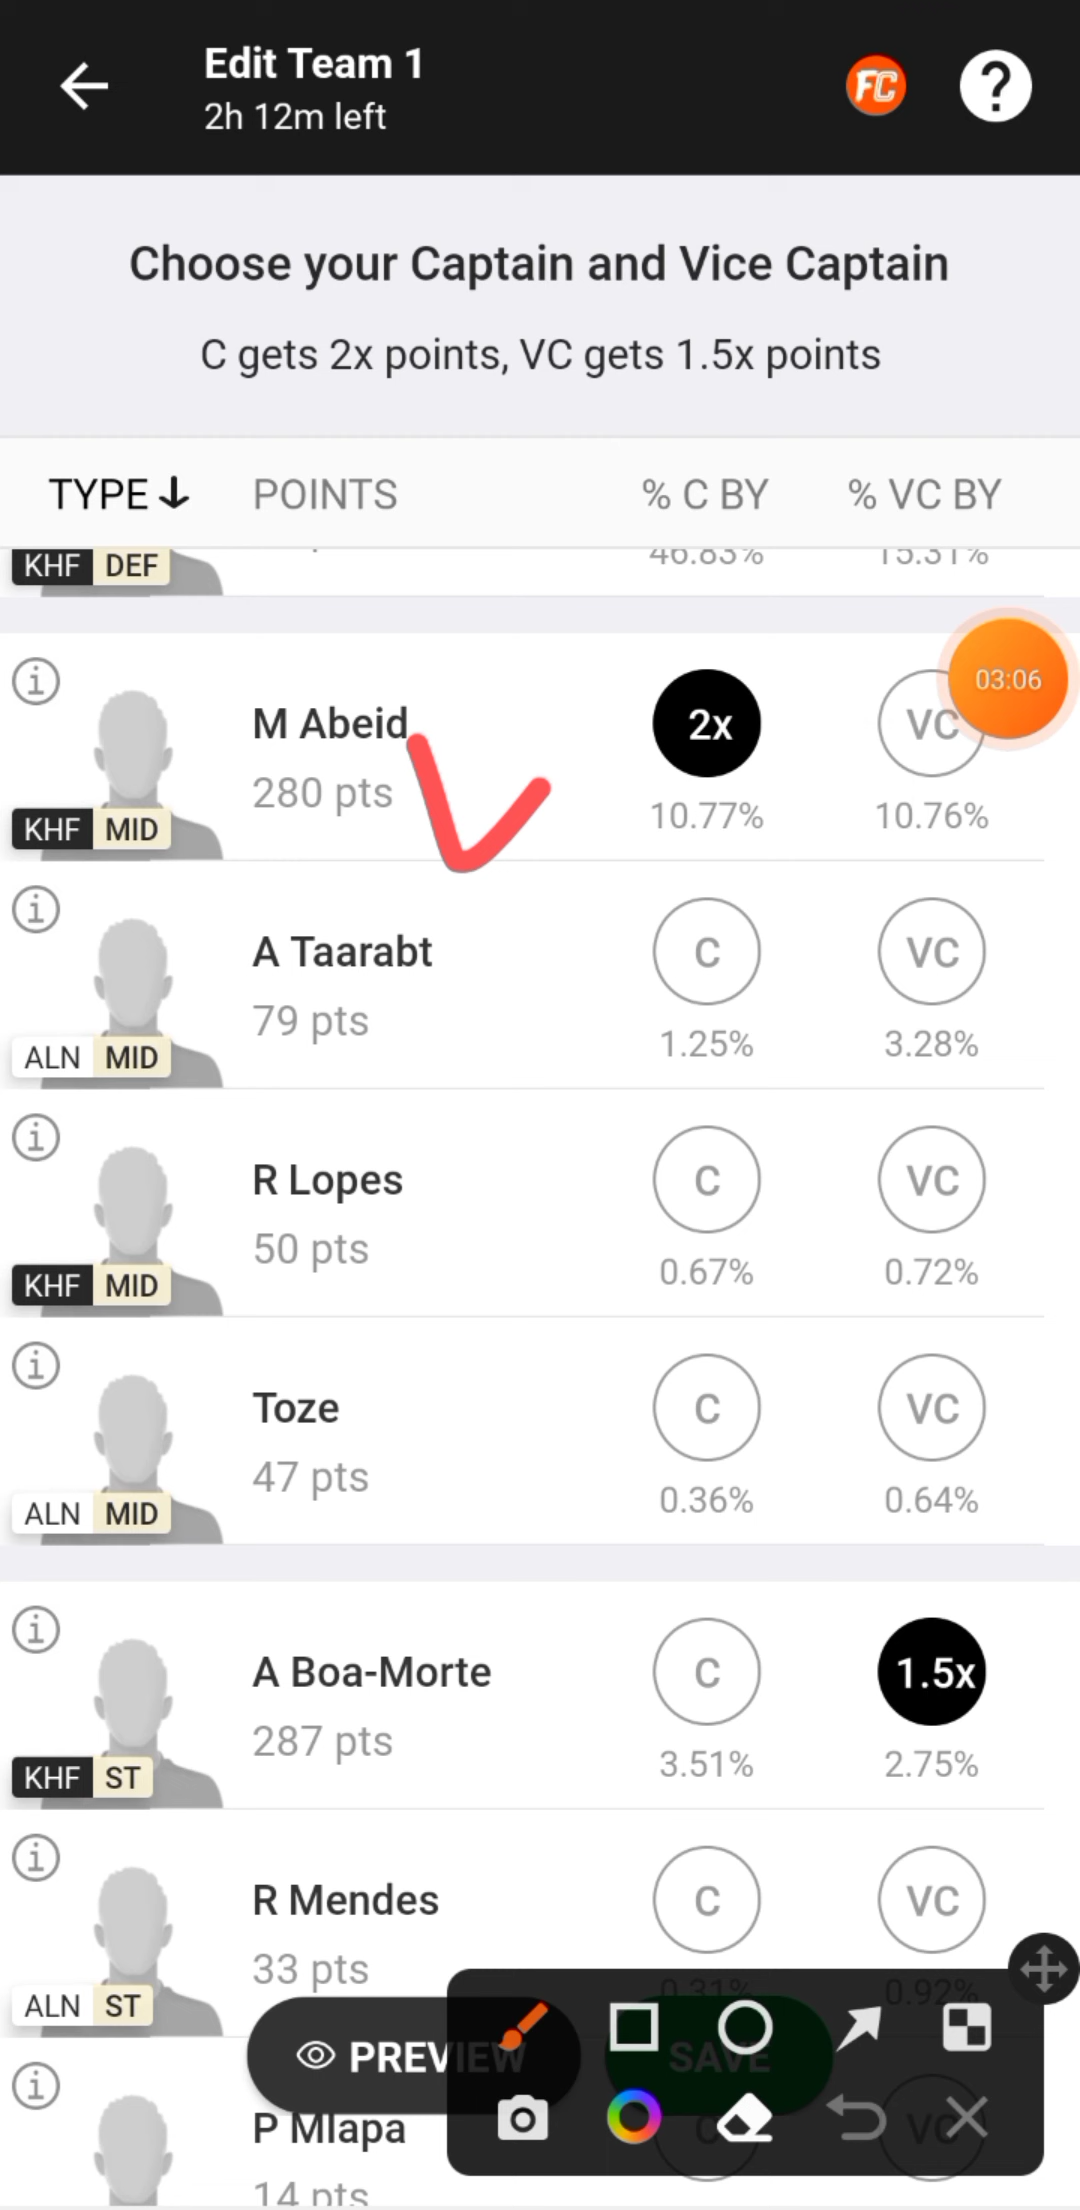 Edit Team 1
2h 12m left
FC
?
Choose your Captain and Vice Captain
C gets 2x points, VC gets 1.5x points
TYPE↓ POINTS % C BY % VC BY
KHF DEF 46.83% 15.31%
M Abeid 2x VC 03:06
280 pts 10.77% 10.76%
KHF MID
A Taarabt C VC
79 pts 1.25% 3.28%
ALN MID
R Lopes C VC
50 pts 0.67% 0.72%
KHF MID
Toze C VC
47 pts 0.36% 0.64%
ALN MID
A Boa-Morte C 1.5x
287 pts 3.51% 2.75%
KHF ST
R Mendes C VC
33 pts 0.31% 0.92%
ALN ST
PREVIEW SAVE
P Mlapa C VC
14 pts